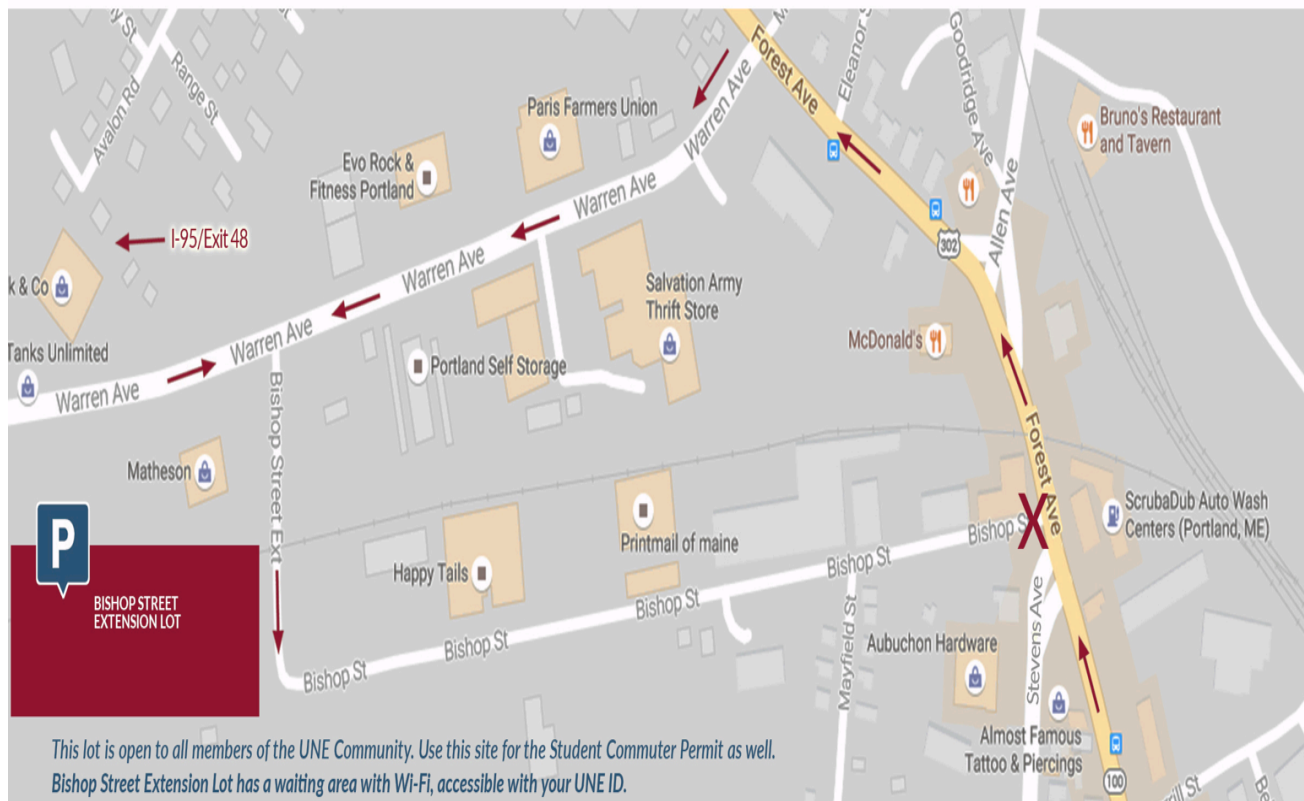 Avalon Rd
Range St
Forest Ave
Eleanor S
Goodridge Ave
Warren Ave
Paris Farmers Union
Evo Rock &
Fitness Portland
Bruno's Restaurant
and Tavern
Allen Ave
Warren Ave
I-95/Exit 48
302
Warren Ave
k & Co
Salvation Army
Thrift Store
Warren Ave
McDonald's
Tanks Unlimited
Portland Self Storage
Warren Ave
Bishop Street Ext
Forest Ave
Matheson
ScrubaDub Auto Wash
Centers (Portland, ME)
P
X
Bishop S
Printmail of maine
Happy Tails
Bishop St
BISHOP STREET
EXTENSION LOT
Bishop St
Mayfield St
Stevens Ave
Aubuchon Hardware
Bishop St
Bishop St
Almost Famous
Tattoo & Piercings
100
This lot is open to all members of the UNE Community. Use this site for the Student Commuter Permit as well.
Bishop Street Extension Lot has a waiting area with Wi-Fi, accessible with your UNE ID.